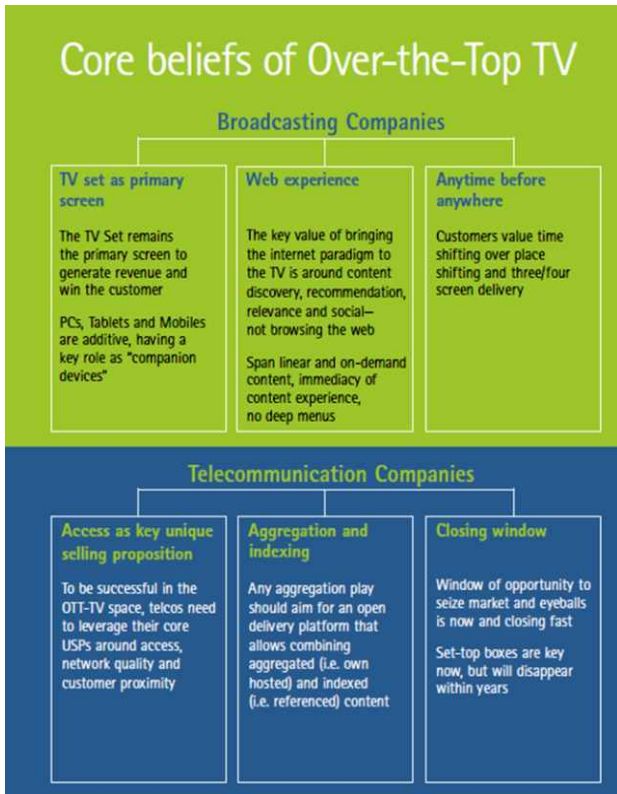 Core beliefs of Over-the-Top TV
Broadcasting Companies
TV set as primary
screen
The TV Set remains
the primary screen to
generate revenue and
win the customer
PCs, Tablets and Mobiles
are additive, having a
key role as “companion
devices”
Web experience
The key value of bringing
the internet paradigm to
the TV is around content
discovery, recommendation,
relevance and social—
not browsing the web
Span linear and on-demand
content, immediacy of
content experience,
no deep menus
Anytime before
anywhere
Customers value time
shifting over place
shifting and three/four
screen delivery
Telecommunication Companies
Access as key unique
selling proposition
To be successful in the
OTT-TV space, telcos need
to leverage their core
USPs around access,
network quality and
customer proximity
Aggregation and
indexing
Any aggregation play
should aim for an open
delivery platform that
allows combining
aggregated (i.e. own
hosted) and indexed
(i.e. referenced) content
Closing window
Window of opportunity to
seize market and eyeballs
is now and closing fast
Set-top boxes are key
now, but will disappear
within years